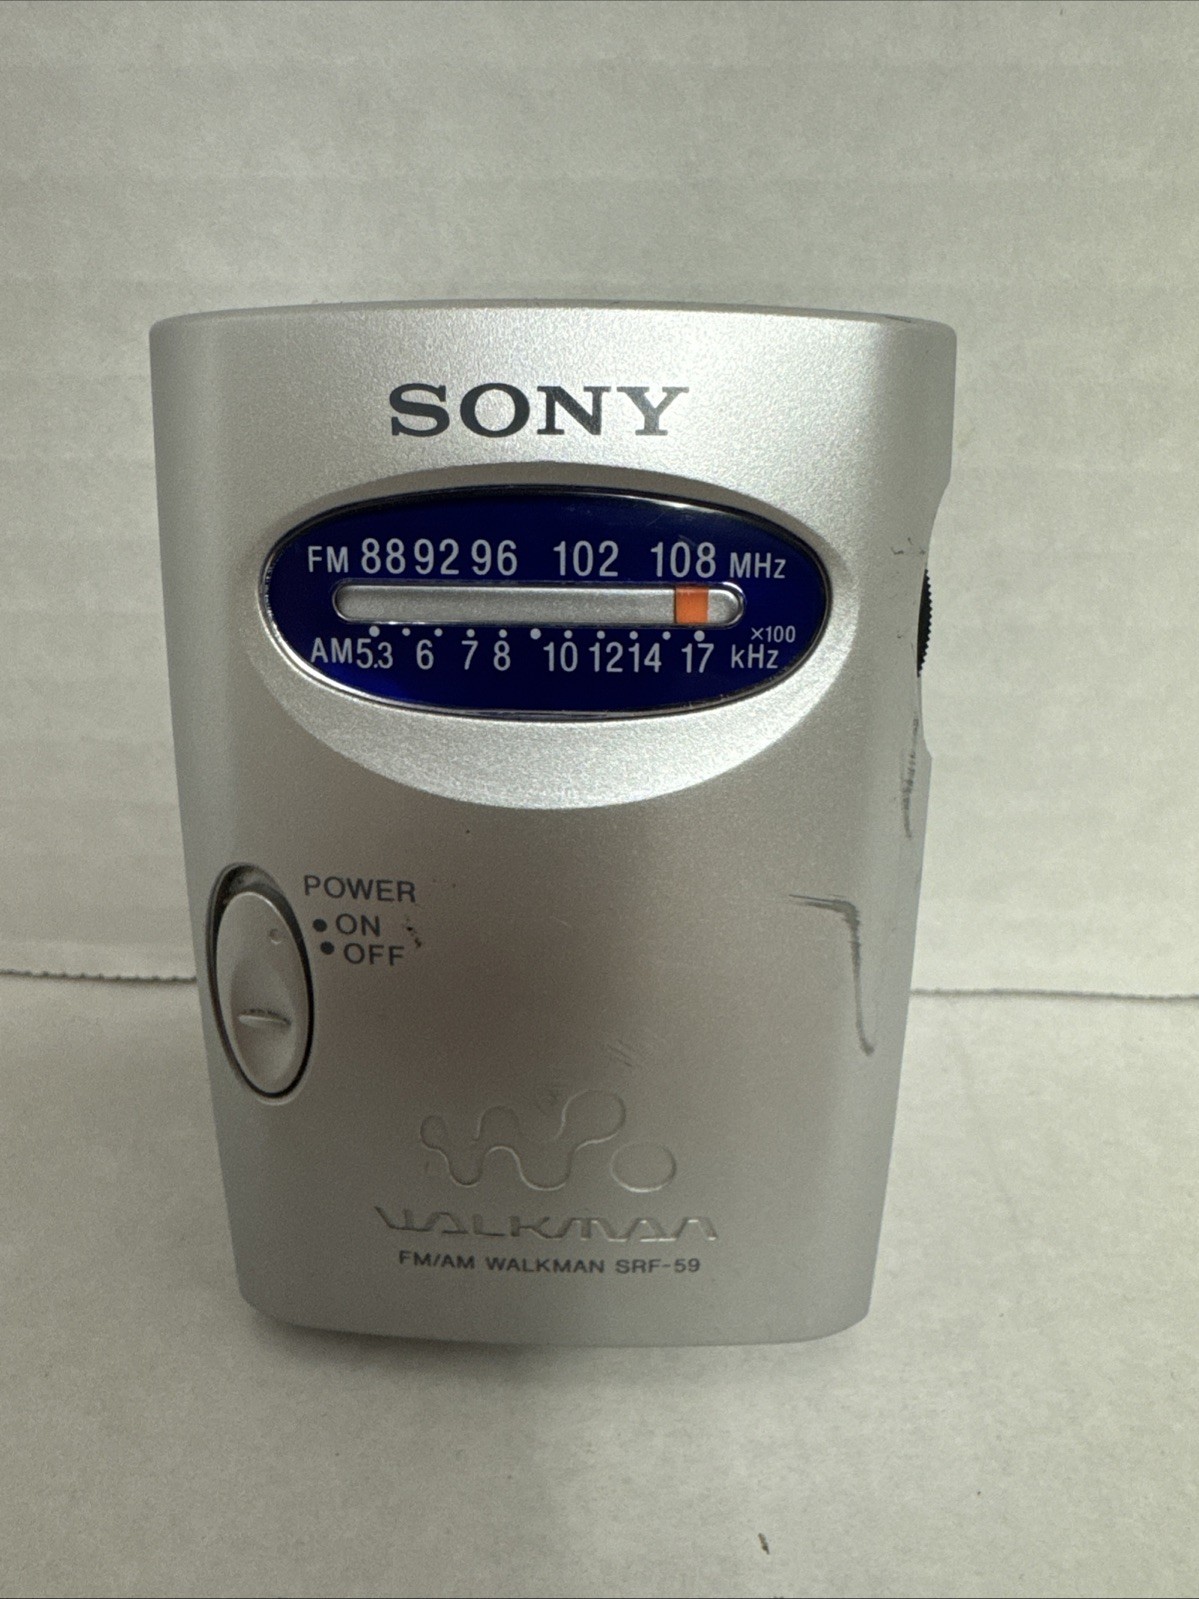 SONY
FM 88 92 96 102 108 MHz
×100
AM 5.3 6 7 8 10 12 14 17 kHz
POWER
• ON
• OFF
WALKMAN
FM/AM WALKMAN SRF-59